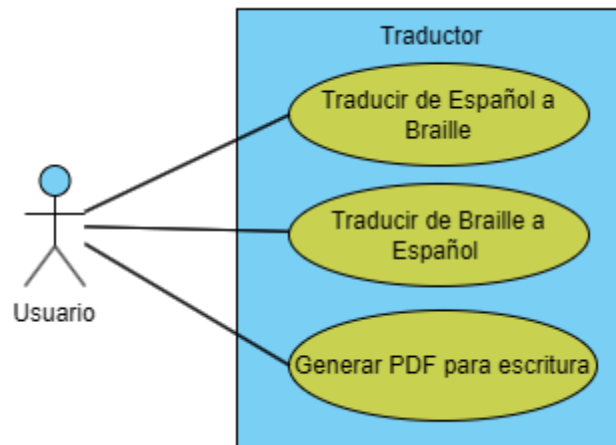 Traductor
Traducir de Español a
Braille
Traducir de Braille a
Español
Usuario
Generar PDF para escritura